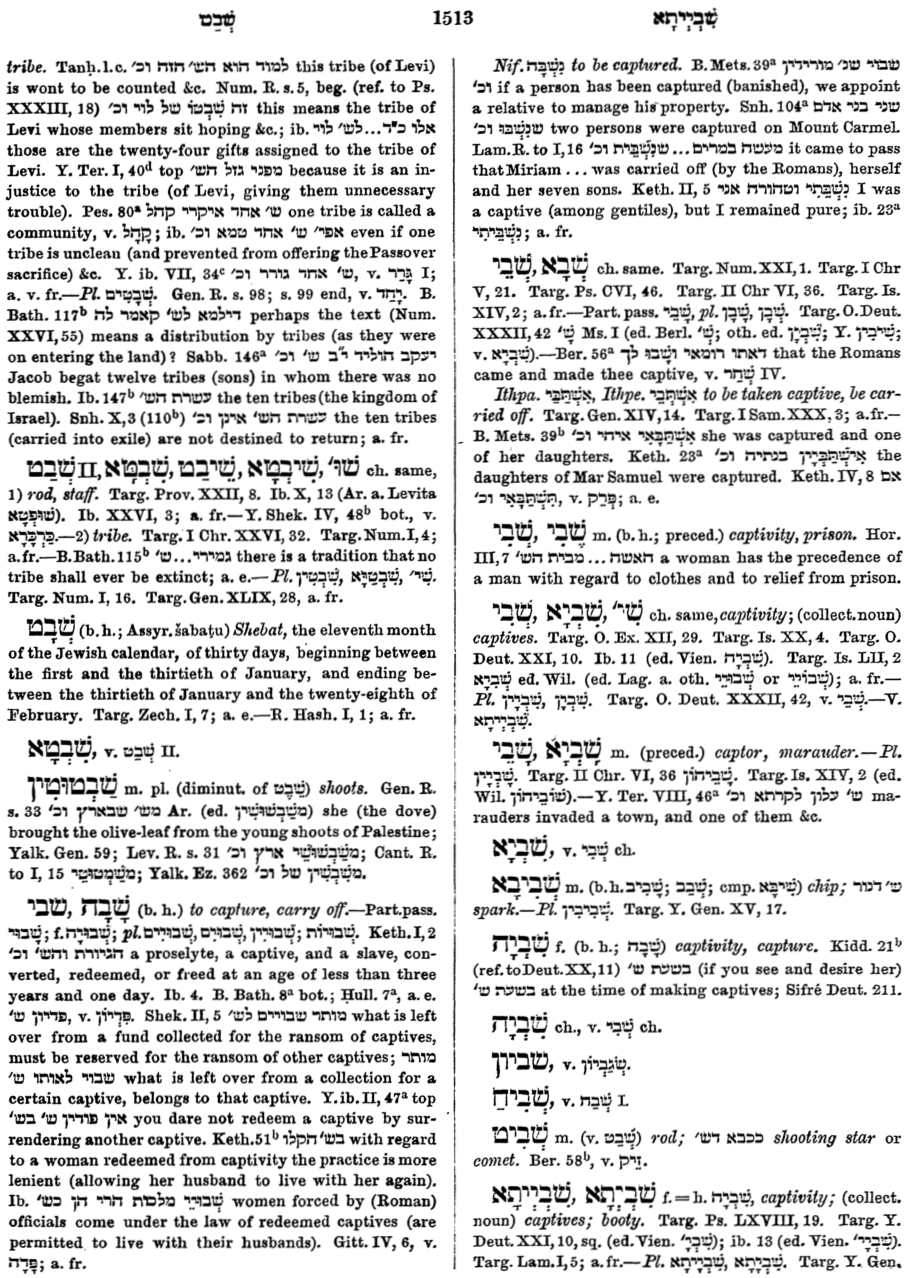 שְׁבַט
1513
שְׁבְיְיתָא
tribe. Tanḥ. l. c. למוד הוא הש׳ הזה וכ׳ this tribe (of Levi)
is wont to be counted &c. Num. R. s. 5, beg. (ref. to Ps.
XXXIII, 18) זה שבטו של לוי וכ׳ this means the tribe of
Levi whose members sit hoping &c.; ib. אלו כ״ד...לש׳ לוי
those are the twenty-four gifts assigned to the tribe of
Levi. Y. Ter. I, 40d top מפני גזל הש׳ because it is an in-
justice to the tribe (of Levi, giving them unnecessary
trouble). Pes. 80a ש׳ אחד איקרי קהל one tribe is called a
community, v. קָהָל; ib. אפי׳ ש׳ אחד טמא וכ׳ even if one
tribe is unclean (and prevented from offering the Passover
sacrifice) &c. Y. ib. VII, 34c ש׳ אחד גורר וכ׳, v. גָּרַר I;
a. v. fr.—Pl. שְׁבָטִים. Gen. R. s. 98; s. 99 end, v. יָחַד. B.
Bath. 117b דילמא לש׳ קאמר לה perhaps the text (Num.
XXVI, 55) means a distribution by tribes (as they were
on entering the land)? Sabb. 146a יעקב הוליד י״ב ש׳ וכ׳
Jacob begat twelve tribes (sons) in whom there was no
blemish. Ib. 147b עשרת הש׳ the ten tribes (the kingdom of
Israel). Snh. X, 3 (110b) עשרת הש׳ אינן וכ׳ the ten tribes
(carried into exile) are not destined to return; a. fr.
שְׁבַט II, שִׁבְטָא, שֵׁיבַט, שִׁיבְטָא, שׁוּ׳ ch. same,
1) rod, staff. Targ. Prov. XXII, 8. Ib. X, 13 (Ar. a. Levita
שׁוּפְטָא). Ib. XXVI, 3; a. fr.—Y. Shek. IV, 48b bot., v.
כַּרְכָּרָא.—2) tribe. Targ. I Chr. XXVI, 32. Targ. Num. I, 4;
a. fr.—B. Bath. 115b גמירי...ש׳ there is a tradition that no
tribe shall ever be extinct; a. e.—Pl. שִׁבְטִין, שִׁבְטַיָּא, שִׁי׳.
Targ. Num. I, 16. Targ. Gen. XLIX, 28, a. fr.
שְׁבָט (b. h.; Assyr. šabaṭu) Shebat, the eleventh month
of the Jewish calendar, of thirty days, beginning between
the first and the thirtieth of January, and ending be-
tween the thirtieth of January and the twenty-eighth of
February. Targ. Zech. I, 7; a. e.—R. Hash. I, 1; a. fr.
שִׁבְטָא, v. שְׁבַט II.
שַׁבְטוּטִין m. pl. (diminut. of שֵׁבֶט) shoots. Gen. R.
s. 33 מש׳ שבארץ וכ׳ Ar. (ed. מִשַּׁבְשׁוּשִׁין) she (the dove)
brought the olive-leaf from the young shoots of Palestine;
Yalk. Gen. 59; Lev. R. s. 31 מִשַּׁבְשׁוּשֵׁי ארץ וכ׳; Cant. R.
to I, 15 מִשַּׁמְטוּטֵי; Yalk. Ez. 362 מִשִּׁבְשִׁין של וכ׳.
שָׁבָה, שבי (b. h.) to capture, carry off.—Part. pass.
שָׁבוּי; f. שְׁבוּיָה; pl. שְׁבוּיִים, שְׁבוּיִם, שְׁבוּיִין; שְׁבוּיוֹת. Keth. I, 2
הגיורת והש׳ וכ׳ a proselyte, a captive, and a slave, con-
verted, redeemed, or freed at an age of less than three
years and one day. Ib. 4. B. Bath. 8a bot.; Ḥull. 7a, a. e.
פדיון ש׳, v. פִּדְיוֹן. Shek. II, 5 מותר שבויים לש׳ what is left
over from a fund collected for the ransom of captives,
must be reserved for the ransom of other captives; מותר
שבוי לאותו ש׳ what is left over from a collection for a
certain captive, belongs to that captive. Y. ib. II, 47a top
אין פודין ש׳ בש׳ you dare not redeem a captive by sur-
rendering another captive. Keth. 51b בש׳ הקלו with regard
to a woman redeemed from captivity the practice is more
lenient (allowing her husband to live with her again).
Ib. שְׁבוּיֵי מלכות הרי הן כש׳ women forced by (Roman)
officials come under the law of redeemed captives (are
permitted to live with their husbands). Gitt. IV, 6, v.
פָּדָה; a. fr.
Nif. נִשְׁבָּה to be captured. B. Mets. 39a שבוי שנ׳ מורידין
וכ׳ if a person has been captured (banished), we appoint
a relative to manage his property. Snh. 104a שני בני אדם
שנִּשְׁבּוּ וכ׳ two persons were captured on Mount Carmel.
Lam. R. to I, 16 מעשה במרים...שנִּשְׁבֵּית וכ׳ it came to pass
that Miriam . . . was carried off (by the Romans), herself
and her seven sons. Keth. II, 5 נִשְׁבֵּתִי וטהורה אני I was
a captive (among gentiles), but I remained pure; ib. 23a
נִשְׁבֵּיתִי; a. fr.
שְׁבָא, שְׁבֵי ch. same. Targ. Num. XXI, 1. Targ. I Chr
V, 21. Targ. Ps. CVI, 46. Targ. II Chr VI, 36. Targ. Is.
XIV, 2; a. fr.—Part. pass. שְׁבֵי, pl. שְׁבָן, שְׁבַן. Targ. O. Deut.
XXXII, 42 שָׁ׳ Ms. I (ed. Berl. שְׁ׳; oth. ed. שִׁבְיָן; Y. שִׁיבְיִן;
v. שִׁבְיָא).—Ber. 56a דאתו רומאי ושָׁבוּ לך that the Romans
came and made thee captive, v. שְׁחַר IV.
Ithpa. אִשְׁתַּבֵּי, Ithpe. אִשְׁתְּבֵי to be taken captive, be car-
ried off. Targ. Gen. XIV, 14. Targ. I Sam. XXX, 3; a. fr.—
B. Mets. 39b אִשְׁתַּבָּאי איהי וכ׳ she was captured and one
of her daughters. Keth. 23a אִישְׁתַּבְּיָין בנתיה וכ׳ the
daughters of Mar Samuel were captured. Keth. IV, 8 אם
תִּשְׁתַּבָּאִי וכ׳, v. פְּרַק; a. e.
שֶׁבִי, שְׁבִי m. (b. h.; preced.) captivity, prison. Hor.
III, 7 האשה...מבית הש׳ a woman has the precedence of
a man with regard to clothes and to relief from prison.
שְׁבִי, שִׁבְיָא, שִׁי׳ ch. same, captivity; (collect. noun)
captives. Targ. O. Ex. XII, 29. Targ. Is. XX, 4. Targ. O.
Deut. XXI, 10. Ib. 11 (ed. Vien. שִׁבְיָה). Targ. Is. LII, 2
שִׁבְיָא ed. Wil. (ed. Lag. a. oth. שְׁבוּיֵי or שְׁבוֹיֵי); a. fr.—
Pl. שִׁבְיָן, שִׁבְיָין. Targ. O. Deut. XXXII, 42, v. שְׁבֵי.—V.
שִׁבְיְיתָא.
שָׁבֵי, שָׁבְיָא m. (preced.) captor, marauder.—Pl.
שָׁבְיִין. Targ. II Chr. VI, 36 שָׁבֵיהוֹן. Targ. Is. XIV, 2 (ed.
Wil. שׁוֹבֵיהוֹן).—Y. Ter. VIII, 46a ש׳ עלון לקרתא וכ׳ ma-
rauders invaded a town, and one of them &c.
שִׁבְיָא, v. שְׁבִי ch.
שְׁבִיבָא m. (b. h. שָׁבִיב; שְׁבַב; cmp. שִׁיבָּא) chip; ש׳ דנור
spark.—Pl. שְׁבִיבִין. Targ. Y. Gen. XV, 17.
שִׁבְיָה f. (b. h.; שָׁבָה) captivity, capture. Kidd. 21b
(ref. to Deut. XX, 11) בשעת ש׳ (if you see and desire her)
בשעת ש׳ at the time of making captives; Sifré Deut. 211.
שִׁבְיָה ch., v. שְׁבִי ch.
שביון, v. שׁוֹגְבְיוֹן.
שְׁבִיחַ, v. שְׁבַח I.
שְׁבִיט m. (v. שֵׁבֶט) rod; ככבא דש׳ shooting star or
comet. Ber. 58b, v. זִיק.
שִׁבְיְתָא, שִׁבְיְיתָא f. = h. שִׁבְיָה, captivity; (collect.
noun) captives; booty. Targ. Ps. LXVIII, 19. Targ. Y.
Deut. XXI, 10, sq. (ed. Vien. שְׁבִיָ׳); ib. 13 (ed. Vien. שִׁבְיָי׳).
Targ. Lam. I, 5; a. fr.—Pl. שִׁבְיָתָא, שִׁבְיָיתָא. Targ. Y. Gen.